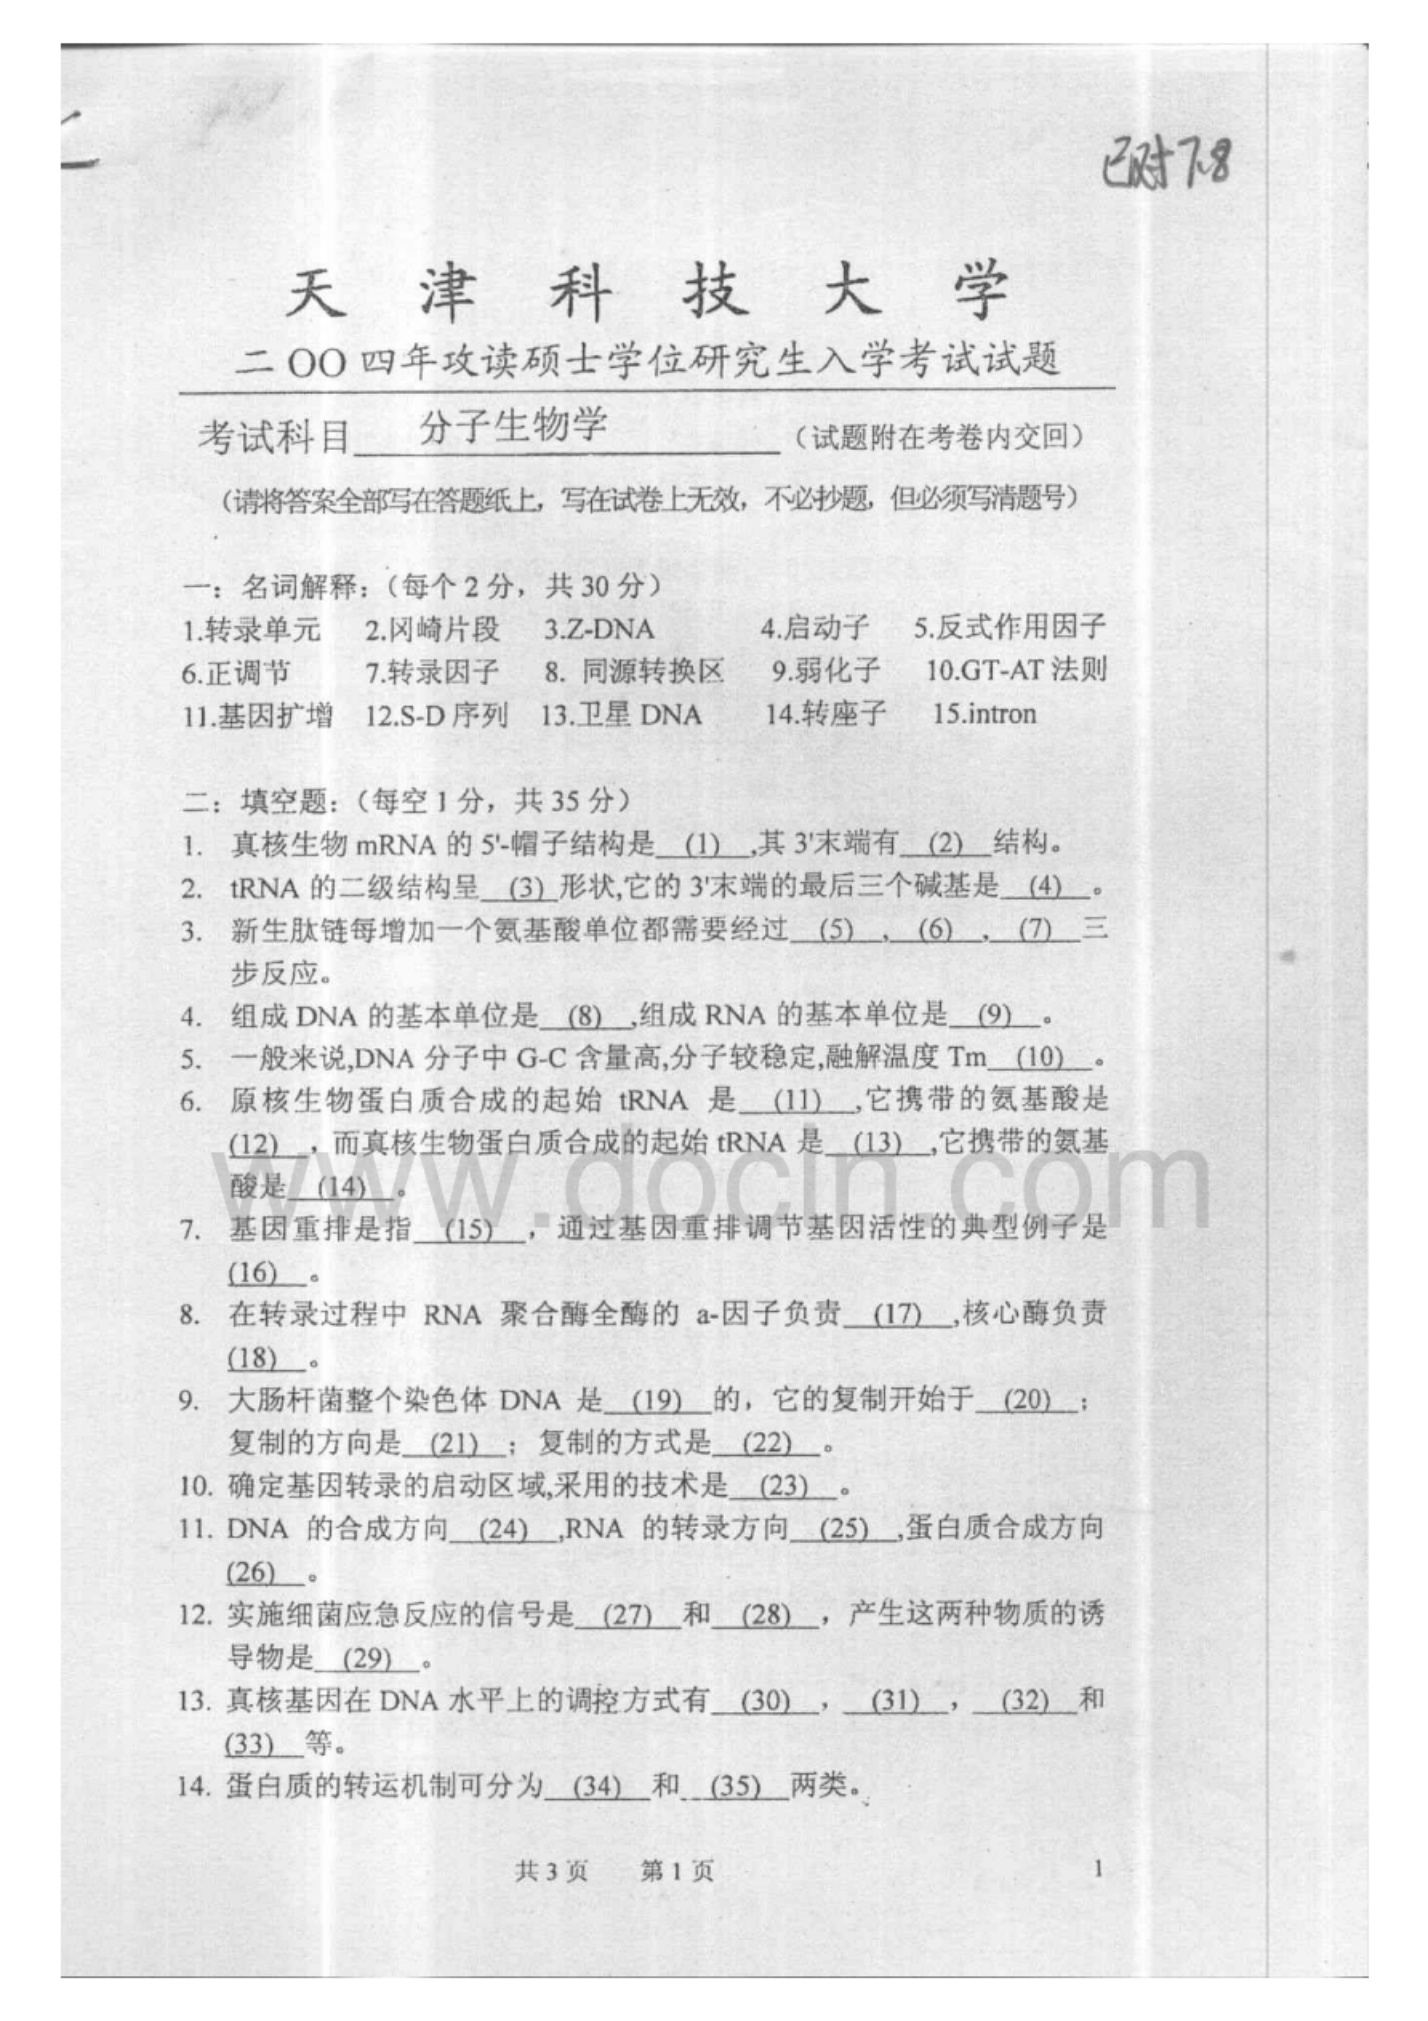 已对 7.8
天津科技大学
二OO四年攻读硕士学位研究生入学考试试题
考试科目 分子生物学 (试题附在考卷内交回)
(请将答案全部写在答题纸上，写在试卷上无效，不必抄题，但必须写清题号)
一：名词解释：(每个2分，共30分)
1.转录单元 2.冈崎片段 3.Z-DNA 4.启动子 5.反式作用因子
6.正调节 7.转录因子 8. 同源转换区 9.弱化子 10.GT-AT法则
11.基因扩增 12.S-D序列 13.卫星DNA 14.转座子 15.intron
二：填空题：(每空1分，共35分)
1. 真核生物mRNA的5'-帽子结构是 (1) ,其3'末端有 (2) 结构。
2. tRNA的二级结构呈 (3) 形状,它的3'末端的最后三个碱基是 (4) 。
3. 新生肽链每增加一个氨基酸单位都需要经过 (5) ， (6) ， (7) 三
步反应。
4. 组成DNA的基本单位是 (8) ,组成RNA的基本单位是 (9) 。
5. 一般来说,DNA分子中G-C含量高,分子较稳定,融解温度Tm (10) 。
6. 原核生物蛋白质合成的起始 tRNA 是 (11) ,它携带的氨基酸是
(12) ，而真核生物蛋白质合成的起始tRNA是 (13) ,它携带的氨基
酸是 (14) 。
www.docin.com
7. 基因重排是指 (15) ，通过基因重排调节基因活性的典型例子是
(16) 。
8. 在转录过程中 RNA 聚合酶全酶的 a-因子负责 (17) ,核心酶负责
(18) 。
9. 大肠杆菌整个染色体 DNA 是 (19) 的，它的复制开始于 (20) ；
复制的方向是 (21) ；复制的方式是 (22) 。
10. 确定基因转录的启动区域,采用的技术是 (23) 。
11. DNA 的合成方向 (24) ,RNA 的转录方向 (25) ,蛋白质合成方向
(26) 。
12. 实施细菌应急反应的信号是 (27) 和 (28) ，产生这两种物质的诱
导物是 (29) 。
13. 真核基因在DNA水平上的调控方式有 (30) ， (31) ， (32) 和
(33) 等。
14. 蛋白质的转运机制可分为 (34) 和 (35) 两类。
共3页 第1页 1